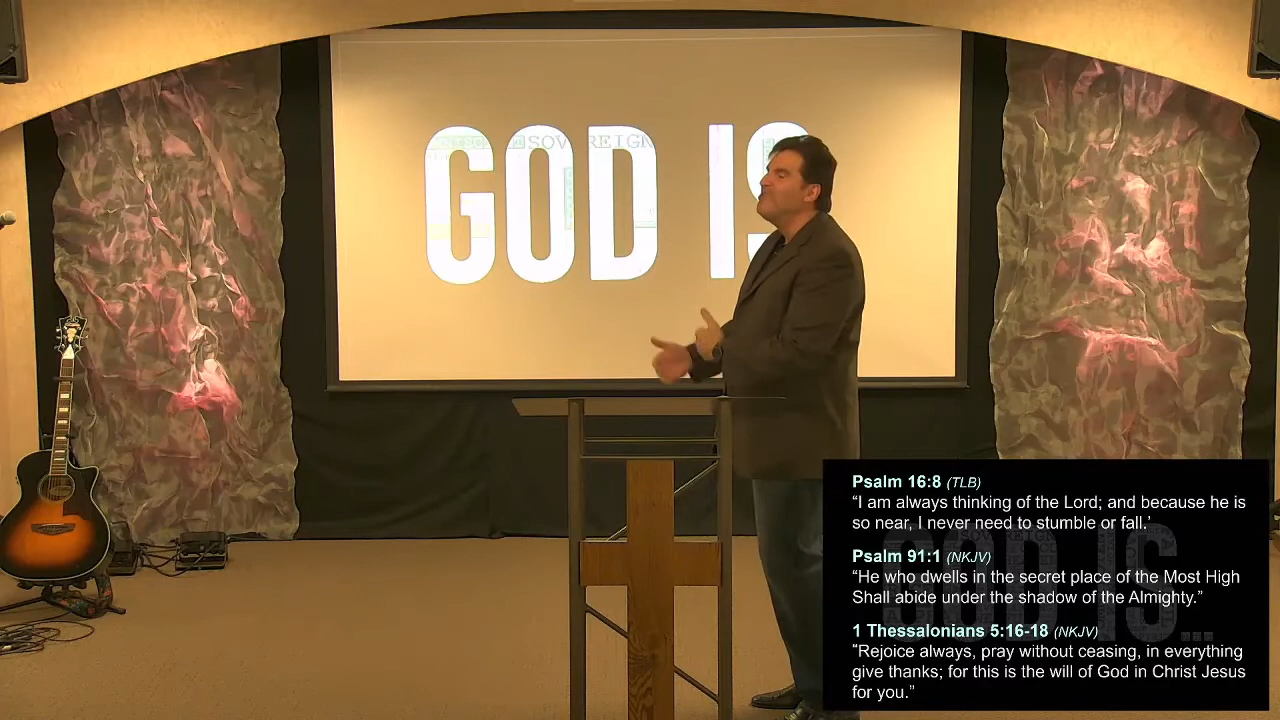 SOVEREIGN
GOD IS
Psalm 16:8 (TLB)
“I am always thinking of the Lord; and because he is
so near, I never need to stumble or fall.’
Psalm 91:1 (NKJV)
“He who dwells in the secret place of the Most High
Shall abide under the shadow of the Almighty.”
1 Thessalonians 5:16-18 (NKJV)
“Rejoice always, pray without ceasing, in everything
give thanks; for this is the will of God in Christ Jesus
for you.”
GOD IS...